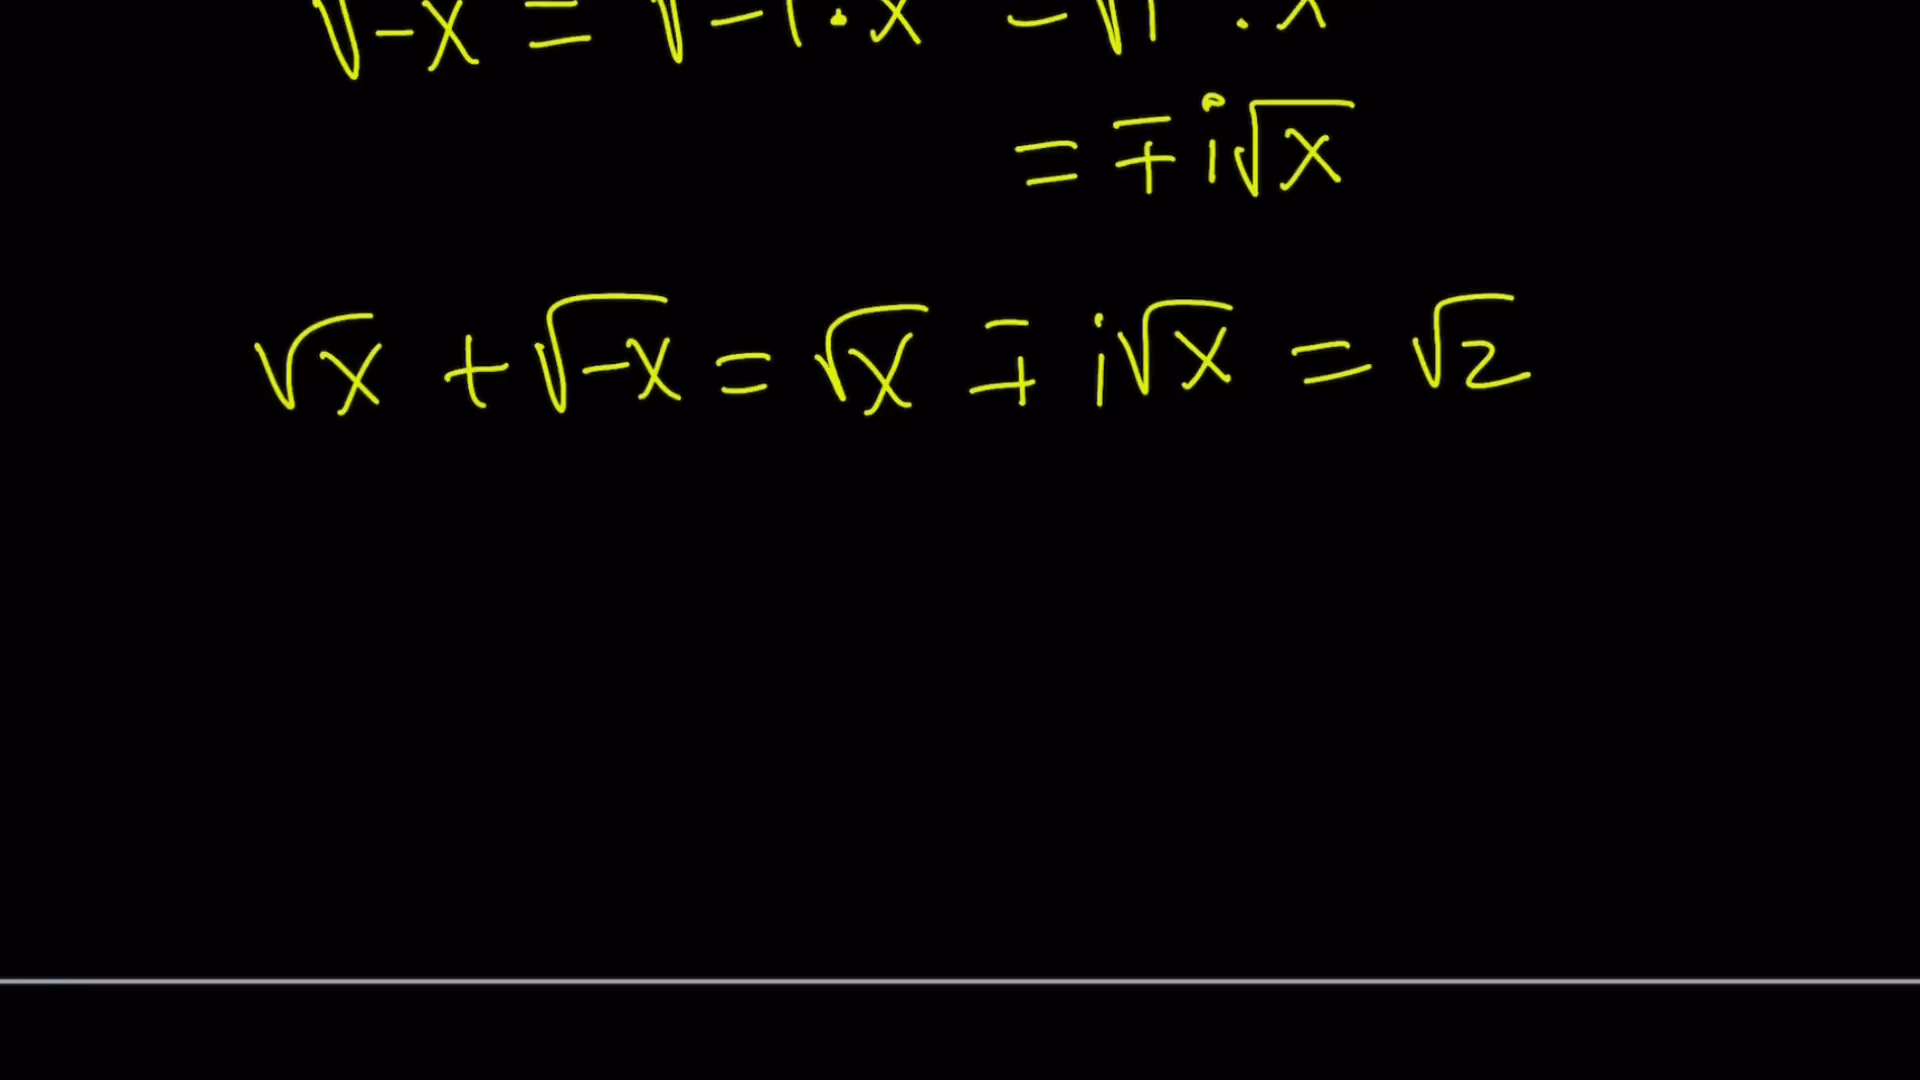 √-x = √-1·x = √-1 · x
= ∓ i√x
√x + √-x = √x ∓ i√x = √2